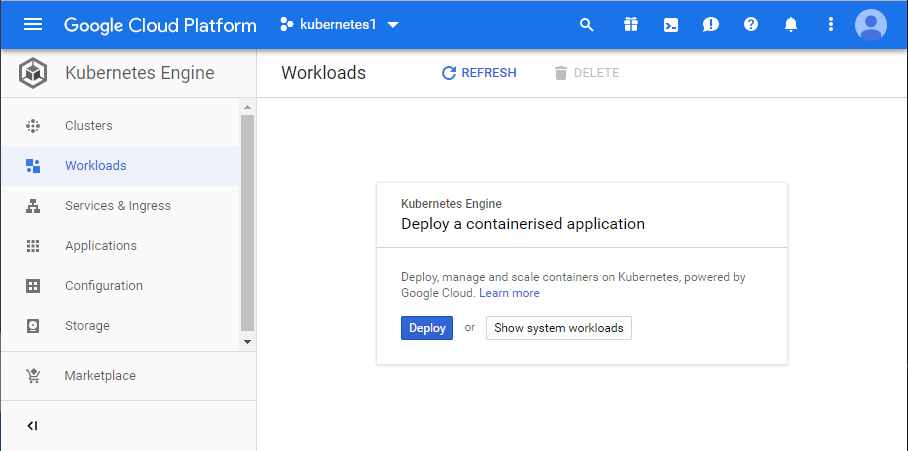 Google Cloud Platform kubernetes1
Kubernetes Engine
Workloads REFRESH DELETE
Clusters
Workloads
Services & Ingress
Applications
Configuration
Storage
Marketplace
Kubernetes Engine
Deploy a containerised application
Deploy, manage and scale containers on Kubernetes, powered by
Google Cloud. Learn more
Deploy or Show system workloads